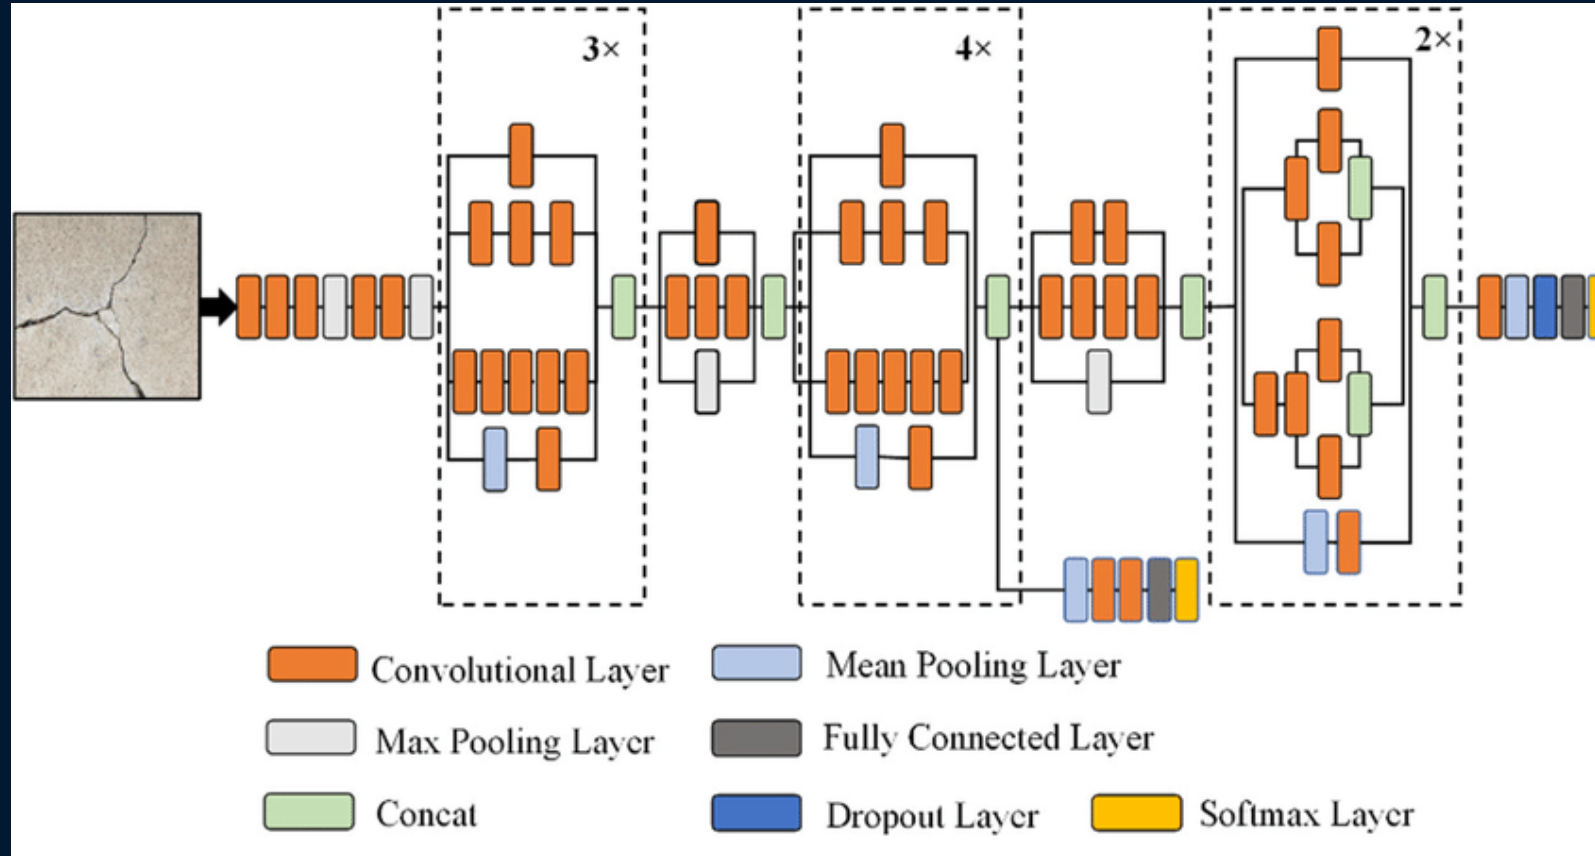 3×
4×
2×
Convolutional Layer
Mean Pooling Layer
Max Pooling Layer
Fully Connected Layer
Concat
Dropout Layer
Softmax Layer